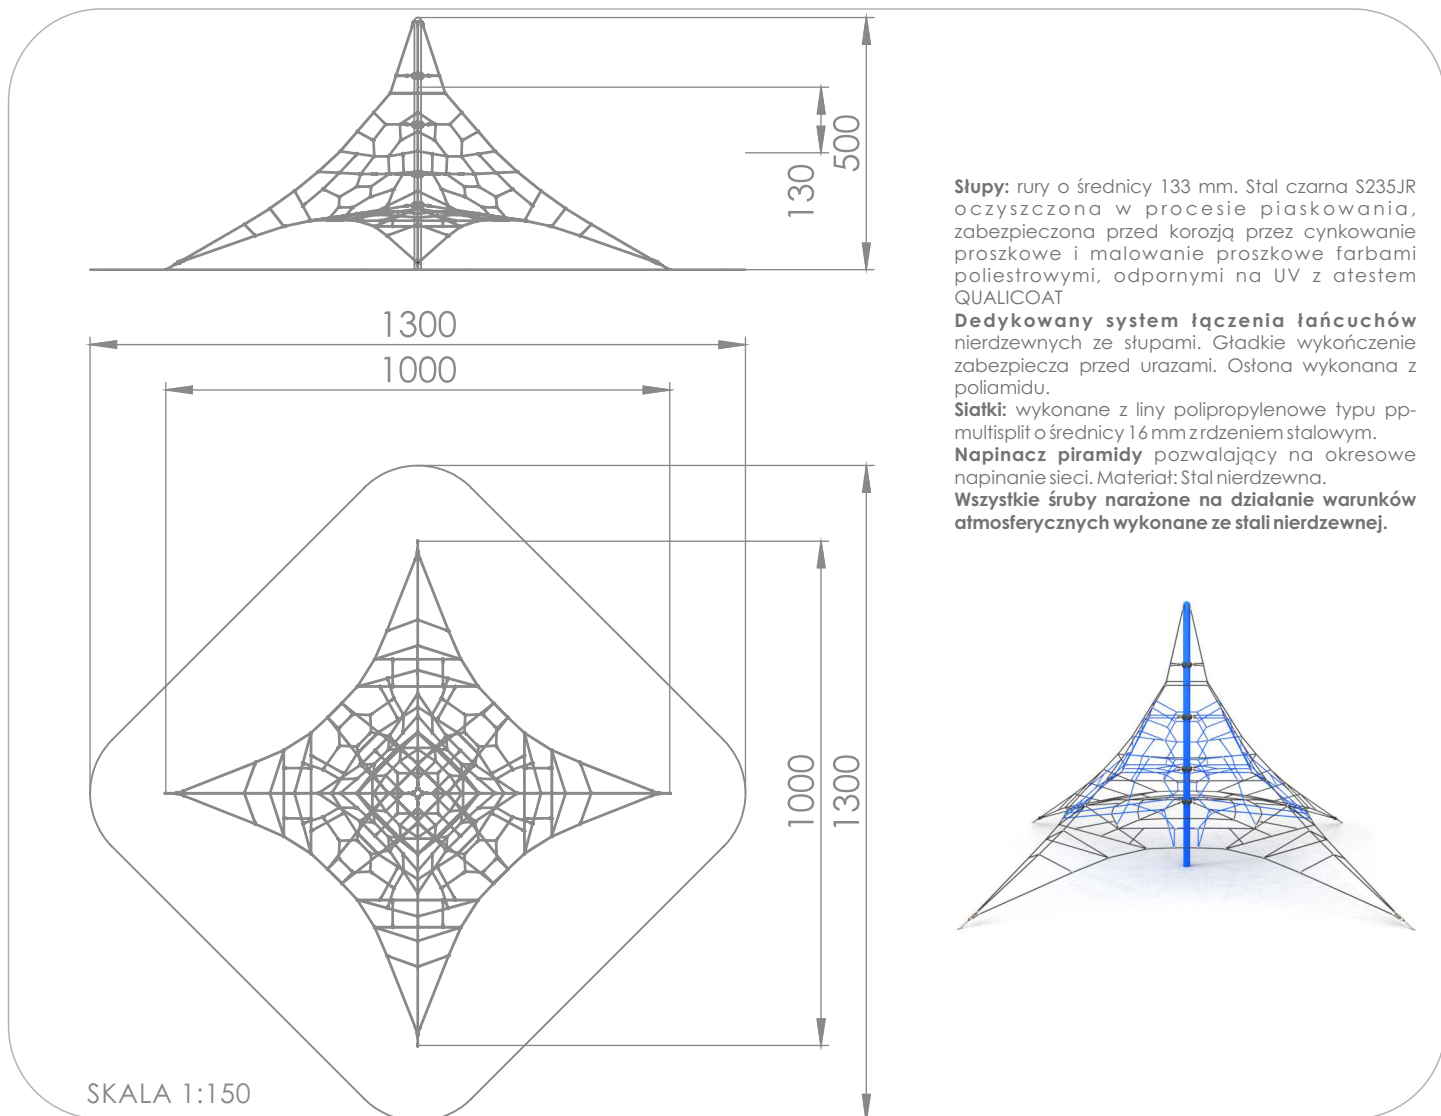 500
130
1300
1000
1000
1300
SKALA 1:150
Słupy: rury o średnicy 133 mm. Stal czarna S235JR
oczyszczona w procesie piaskowania,
zabezpieczona przed korozją przez cynkowanie
proszkowe i malowanie proszkowe farbami
poliestrowymi, odpornymi na UV z atestem
QUALICOAT
Dedykowany system łączenia łańcuchów
nierdzewnych ze słupami. Gładkie wykończenie
zabezpiecza przed urazami. Osłona wykonana z
poliamidu.
Siatki: wykonane z liny polipropylenowe typu pp-
multisplit o średnicy 16 mm z rdzeniem stalowym.
Napinacz piramidy pozwalający na okresowe
napinanie sieci. Materiał: Stal nierdzewna.
Wszystkie śruby narażone na działanie warunków
atmosferycznych wykonane ze stali nierdzewnej.